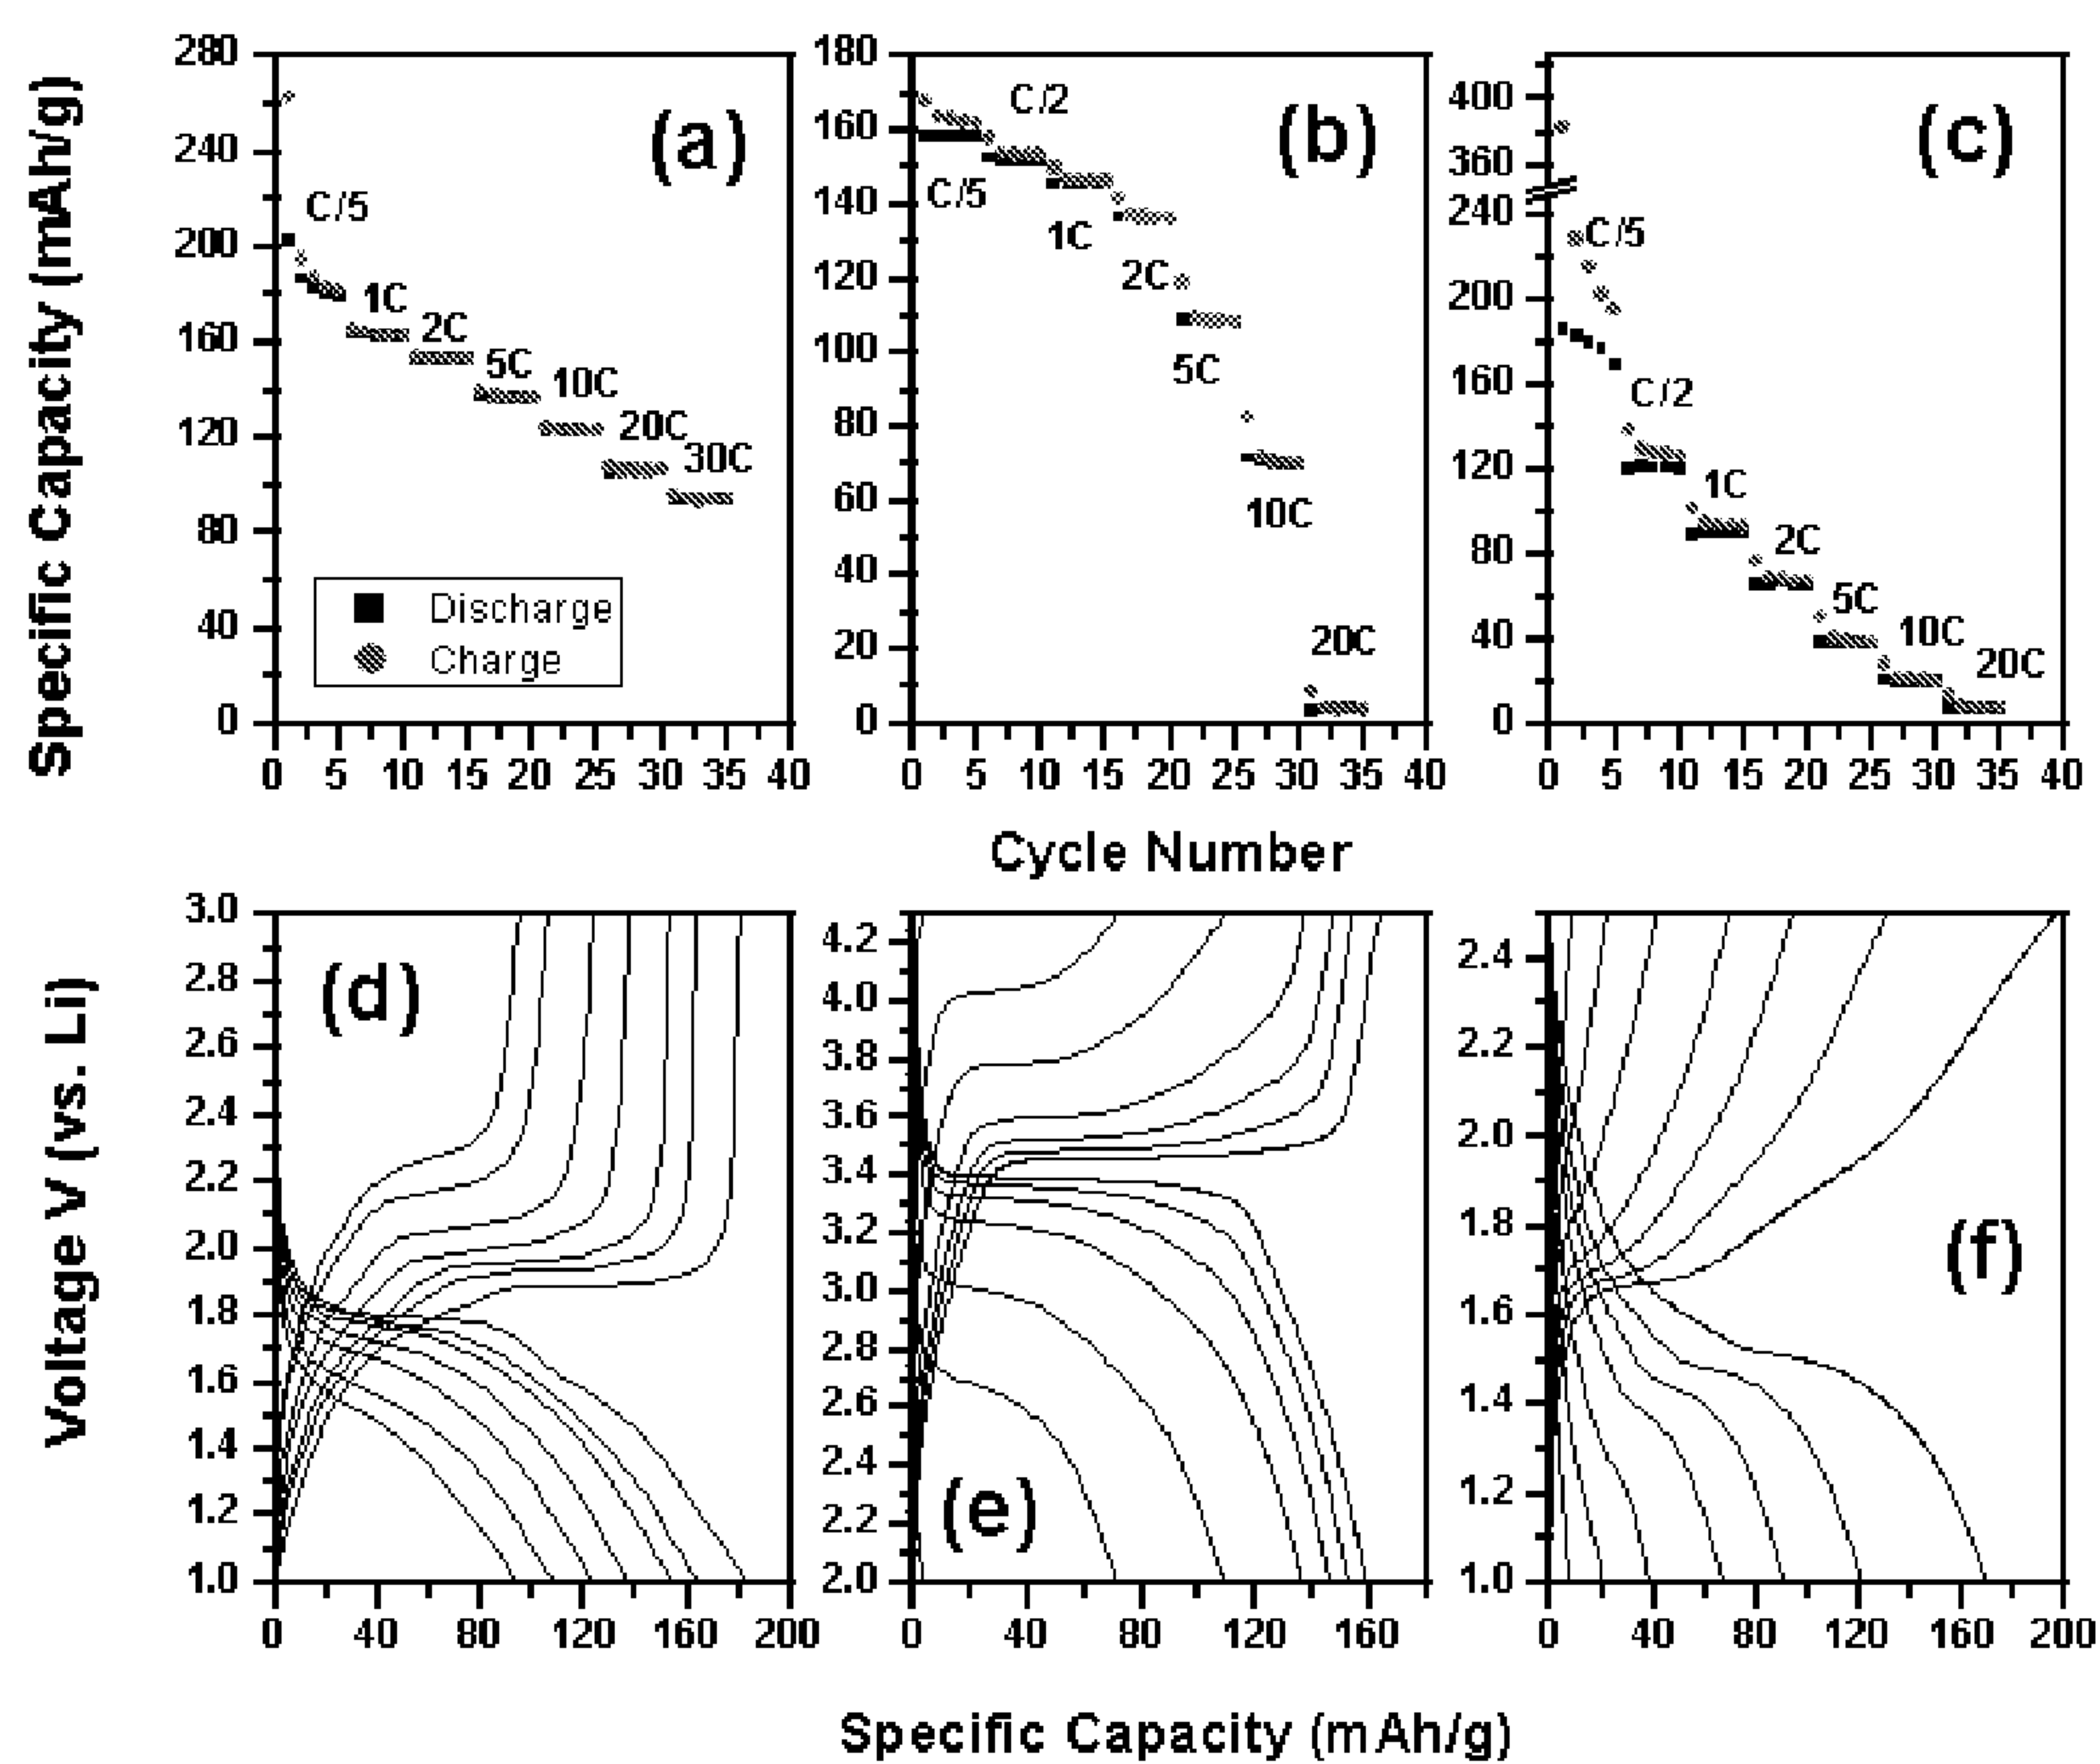 Specific Capacity (mAh/g)
280
240
200
160
120
80
40
0
(a)
C/5
1C
2C
5C
10C
20C
30C
Discharge
Charge
0 5 10 15 20 25 30 35 40
180
160
140
120
100
80
60
40
20
0
(b)
C/2
C/5
1C
2C
5C
10C
20C
0 5 10 15 20 25 30 35 40
400
360
240
200
160
120
80
40
0
(c)
C/5
C/2
1C
2C
5C
10C
20C
0 5 10 15 20 25 30 35 40
Cycle Number
Voltage V (vs. Li)
3.0
2.8
2.6
2.4
2.2
2.0
1.8
1.6
1.4
1.2
1.0
(d)
0 40 80 120 160 200
4.2
4.0
3.8
3.6
3.4
3.2
3.0
2.8
2.6
2.4
2.2
2.0
(e)
0 40 80 120 160
2.4
2.2
2.0
1.8
1.6
1.4
1.2
1.0
(f)
0 40 80 120 160 200
Specific Capacity (mAh/g)